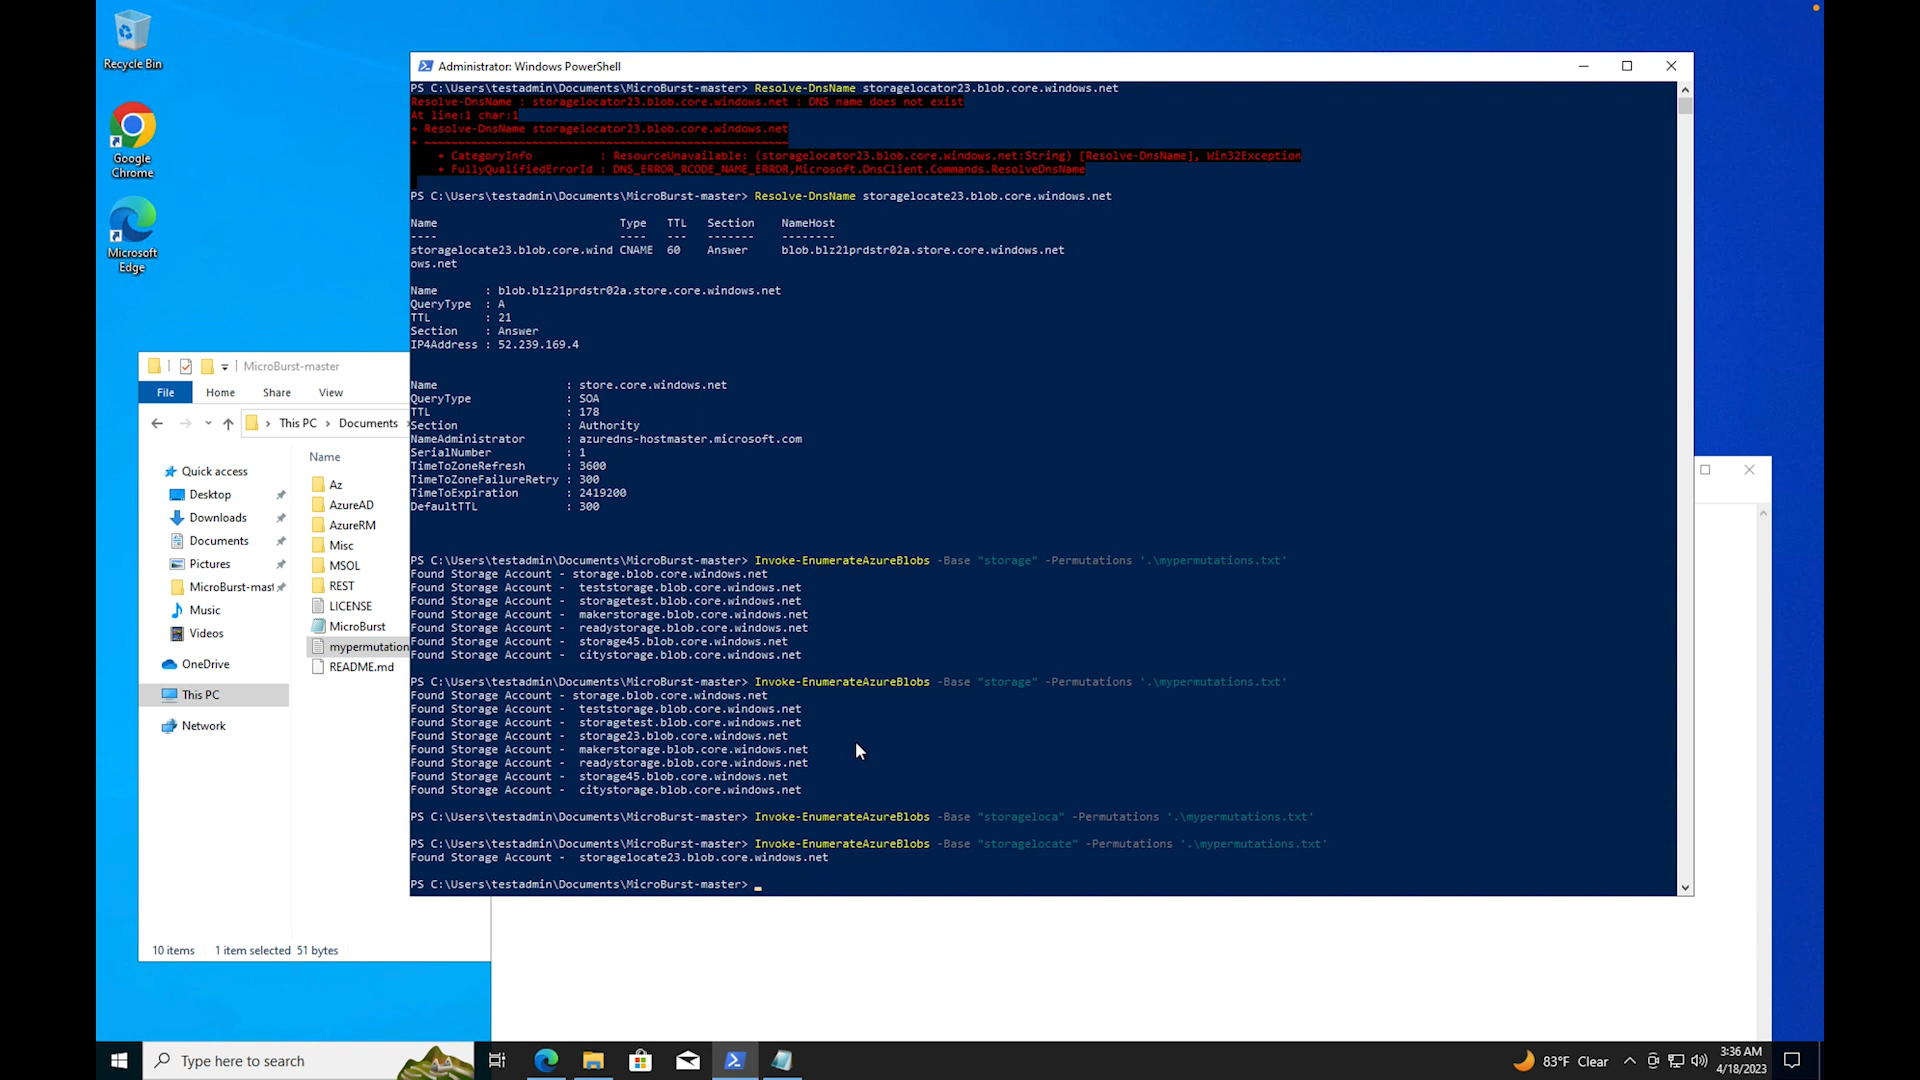 Recycle Bin
Google
Chrome
Microsoft
Edge
Administrator: Windows PowerShell
PS C:\Users\testadmin\Documents\MicroBurst-master> Resolve-DnsName storagelocator23.blob.core.windows.net
Resolve-DnsName : storagelocator23.blob.core.windows.net : DNS name does not exist
At line:1 char:1
+ Resolve-DnsName storagelocator23.blob.core.windows.net
+ ~~~~~~~~~~~~~~~~~~~~~~~~~~~~~~~~~~~~~~~~~~~~~~~~~~~~~~
+ CategoryInfo : ResourceUnavailable: (storagelocator23.blob.core.windows.net:String) [Resolve-DnsName], Win32Exception
+ FullyQualifiedErrorId : DNS_ERROR_RCODE_NAME_ERROR,Microsoft.DnsClient.Commands.ResolveDnsName
PS C:\Users\testadmin\Documents\MicroBurst-master> Resolve-DnsName storagelocate23.blob.core.windows.net
Name Type TTL Section NameHost
---- ---- --- ------- --------
storagelocate23.blob.core.wind CNAME 60 Answer blob.blz21prdstr02a.store.core.windows.net
ows.net
Name : blob.blz21prdstr02a.store.core.windows.net
QueryType : A
TTL : 21
Section : Answer
IP4Address : 52.239.169.4
Name : store.core.windows.net
QueryType : SOA
TTL : 178
Section : Authority
NameAdministrator : azuredns-hostmaster.microsoft.com
SerialNumber : 1
TimeToZoneRefresh : 3600
TimeToZoneFailureRetry : 300
TimeToExpiration : 2419200
DefaultTTL : 300
PS C:\Users\testadmin\Documents\MicroBurst-master> Invoke-EnumerateAzureBlobs -Base "storage" -Permutations '.\mypermutations.txt'
Found Storage Account - storage.blob.core.windows.net
Found Storage Account - teststorage.blob.core.windows.net
Found Storage Account - storagetest.blob.core.windows.net
Found Storage Account - makerstorage.blob.core.windows.net
Found Storage Account - readystorage.blob.core.windows.net
Found Storage Account - storage45.blob.core.windows.net
Found Storage Account - citystorage.blob.core.windows.net
PS C:\Users\testadmin\Documents\MicroBurst-master> Invoke-EnumerateAzureBlobs -Base "storage" -Permutations '.\mypermutations.txt'
Found Storage Account - storage.blob.core.windows.net
Found Storage Account - teststorage.blob.core.windows.net
Found Storage Account - storagetest.blob.core.windows.net
Found Storage Account - storage23.blob.core.windows.net
Found Storage Account - makerstorage.blob.core.windows.net
Found Storage Account - readystorage.blob.core.windows.net
Found Storage Account - storage45.blob.core.windows.net
Found Storage Account - citystorage.blob.core.windows.net
PS C:\Users\testadmin\Documents\MicroBurst-master> Invoke-EnumerateAzureBlobs -Base "storageloca" -Permutations '.\mypermutations.txt'
PS C:\Users\testadmin\Documents\MicroBurst-master> Invoke-EnumerateAzureBlobs -Base "storagelocate" -Permutations '.\mypermutations.txt'
Found Storage Account - storagelocate23.blob.core.windows.net
PS C:\Users\testadmin\Documents\MicroBurst-master>
MicroBurst-master
File Home Share View
This PC > Documents >
Name
Quick access
Desktop
Downloads
Documents
Pictures
MicroBurst-mast
Music
Videos
OneDrive
This PC
Network
Az
AzureAD
AzureRM
Misc
MSOL
REST
LICENSE
MicroBurst
mypermutation
README.md
10 items 1 item selected 51 bytes
Type here to search
83°F Clear
3:36 AM
4/18/2023